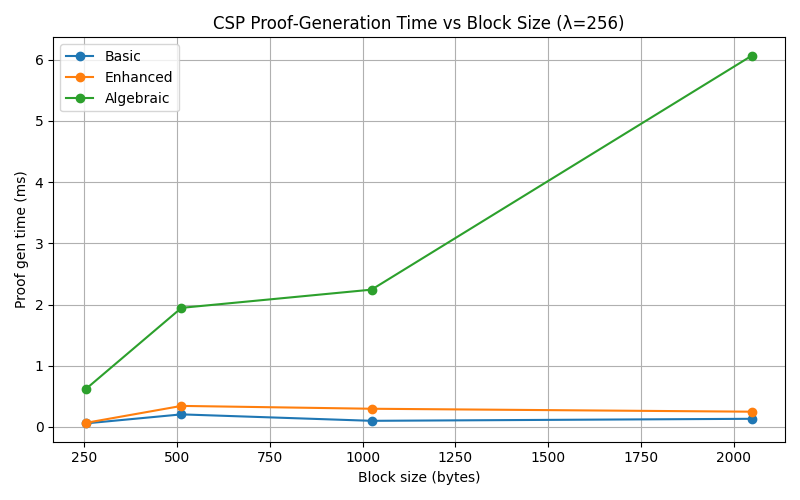 CSP Proof-Generation Time vs Block Size (λ=256)
Basic
Enhanced
Algebraic
Proof gen time (ms)
6
5
4
3
2
1
0
250 500 750 1000 1250 1500 1750 2000
Block size (bytes)